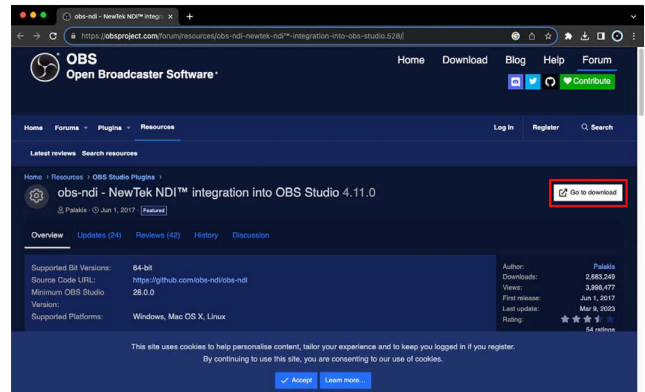 obs-ndi - NewTek NDI™ integr
https://obsproject.com/forum/resources/obs-ndi-newtek-ndi™-integration-into-obs-studio.528/
OBS
Open Broadcaster Software
Home Download Blog Help Forum
Contribute
Home Forums Plugins Resources Log In Register Search
Latest reviews Search resources
Home › Resources › OBS Studio Plugins ›
obs-ndi - NewTek NDI™ integration into OBS Studio 4.11.0
Go to download
Palakis · Jun 1, 2017 · Featured
Overview Updates (24) Reviews (42) History Discussion
Supported Bit Versions: 64-bit
Source Code URL: https://github.com/obs-ndi/obs-ndi
Minimum OBS Studio Version: 28.0.0
Supported Platforms: Windows, Mac OS X, Linux
Author: Palakis
Downloads: 2,683,249
Views: 3,998,477
First release: Jun 1, 2017
Last update: Mar 9, 2023
Rating:
54 ratings
This site uses cookies to help personalise content, tailor your experience and to keep you logged in if you register.
By continuing to use this site, you are consenting to our use of cookies.
Accept Learn more...